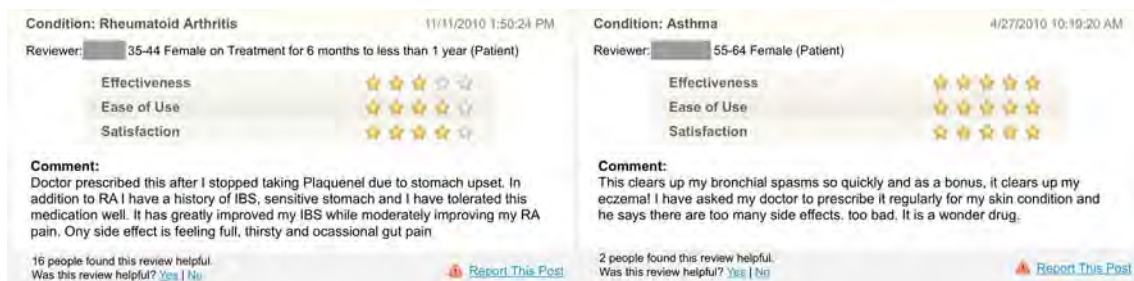 Condition: Rheumatoid Arthritis 11/11/2010 1:50:24 PM
Reviewer: 35-44 Female on Treatment for 6 months to less than 1 year (Patient)
Effectiveness
Ease of Use
Satisfaction
Comment:
Doctor prescribed this after I stopped taking Plaquenel due to stomach upset. In
addition to RA I have a history of IBS, sensitive stomach and I have tolerated this
medication well. It has greatly improved my IBS while moderately improving my RA
pain. Ony side effect is feeling full, thirsty and ocassional gut pain
16 people found this review helpful.
Was this review helpful? Yes | No
Report This Post
Condition: Asthma 4/27/2010 10:19:20 AM
Reviewer: 55-64 Female (Patient)
Effectiveness
Ease of Use
Satisfaction
Comment:
This clears up my bronchial spasms so quickly and as a bonus, it clears up my
eczema! I have asked my doctor to prescribe it regularly for my skin condition and
he says there are too many side effects. too bad. It is a wonder drug.
2 people found this review helpful.
Was this review helpful? Yes | No
Report This Post